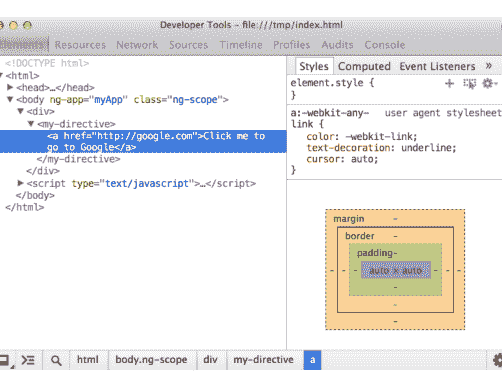 Developer Tools - file:///tmp/index.html
Elements Resources Network Sources Timeline Profiles Audits Console
<!DOCTYPE html>
▼<html>
▶<head>…</head>
▼<body ng-app="myApp" class="ng-scope">
▼<div>
▼<my-directive>
<a href="http://google.com">Click me to
go to Google</a>
</my-directive>
</div>
▶<script type="text/javascript">…</script>
</body>
</html>
Styles Computed Event Listeners »
element.style {
}
a:-webkit-any- user agent stylesheet
link {
color: -webkit-link;
text-decoration: underline;
cursor: auto;
}
margin -
border -
padding-
- - - auto × auto - - -
-
-
-
html body.ng-scope div my-directive a